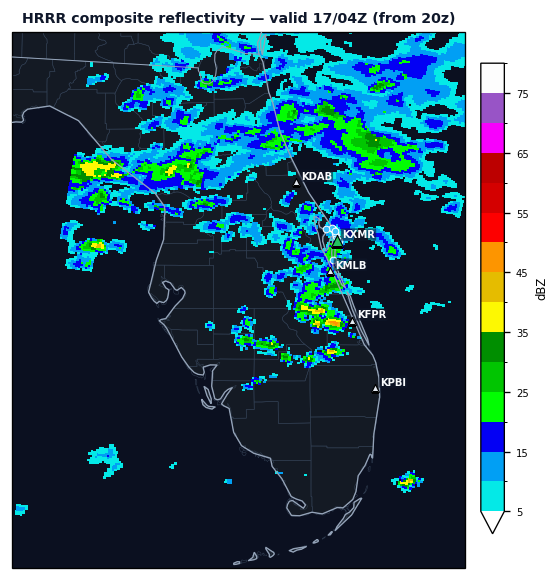 HRRR composite reflectivity — valid 17/04Z (from 20z)
KDAB
KXMR
KMLB
KFPR
KPBI
75
65
55
45
35
25
15
5
dBZ